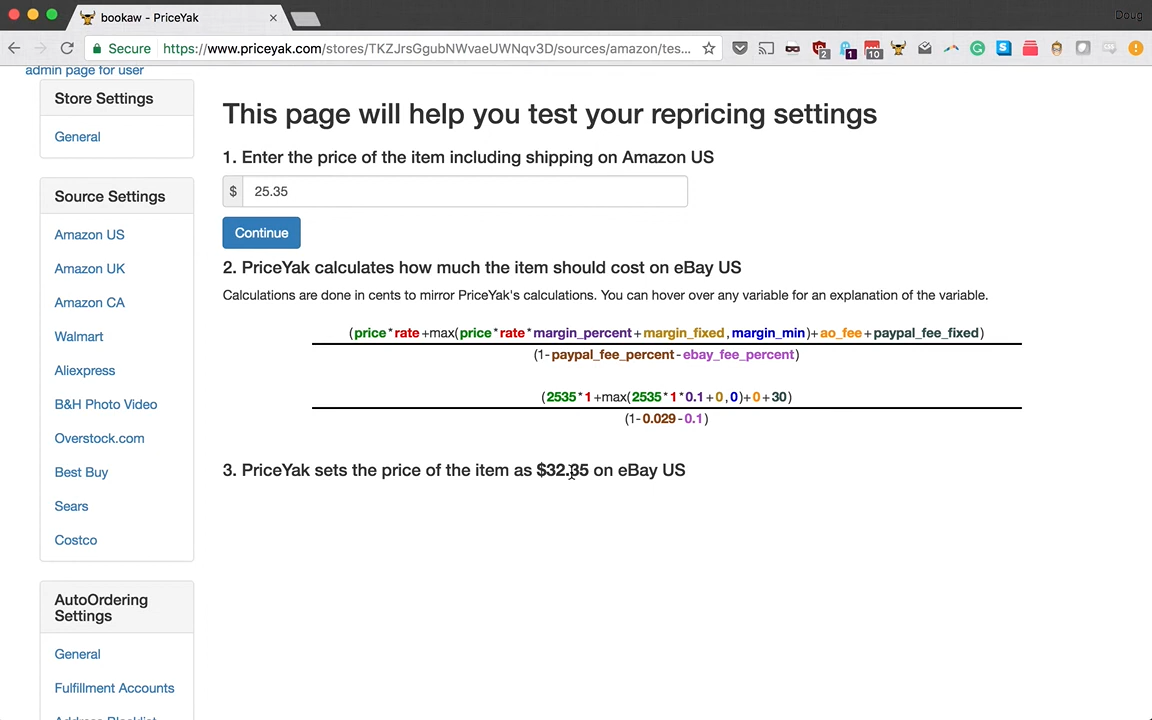 bookaw - PriceYak
Doug
Secure https://www.priceyak.com/stores/TKZJrsGgubNWvaeUWNqv3D/sources/amazon/tes...
2 1 10
admin page for user
Store Settings
General
Source Settings
Amazon US
Amazon UK
Amazon CA
Walmart
Aliexpress
B&H Photo Video
Overstock.com
Best Buy
Sears
Costco
AutoOrdering
Settings
General
Fulfillment Accounts
Address Blacklist
This page will help you test your repricing settings
1. Enter the price of the item including shipping on Amazon US
$ 25.35
Continue
2. PriceYak calculates how much the item should cost on eBay US
Calculations are done in cents to mirror PriceYak's calculations. You can hover over any variable for an explanation of the variable.
(price*rate+max(price*rate*margin_percent+margin_fixed,margin_min)+ao_fee+paypal_fee_fixed)
(1-paypal_fee_percent-ebay_fee_percent)
(2535*1+max(2535*1*0.1+0,0)+0+30)
(1-0.029-0.1)
3. PriceYak sets the price of the item as $32.35 on eBay US